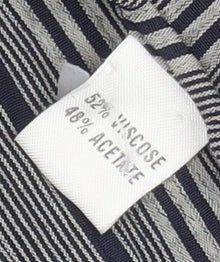 52% VISCOSE
48% ACETATE